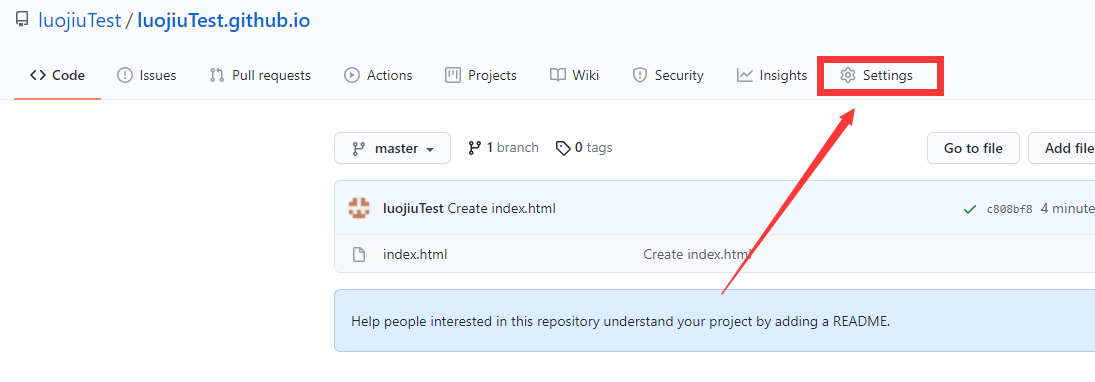 luojiuTest / luojiuTest.github.io
Code Issues Pull requests Actions Projects Wiki Security Insights Settings
master 1 branch 0 tags Go to file Add file
luojiuTest Create index.html c808bf8 4 minute
index.html Create index.html
Help people interested in this repository understand your project by adding a README.